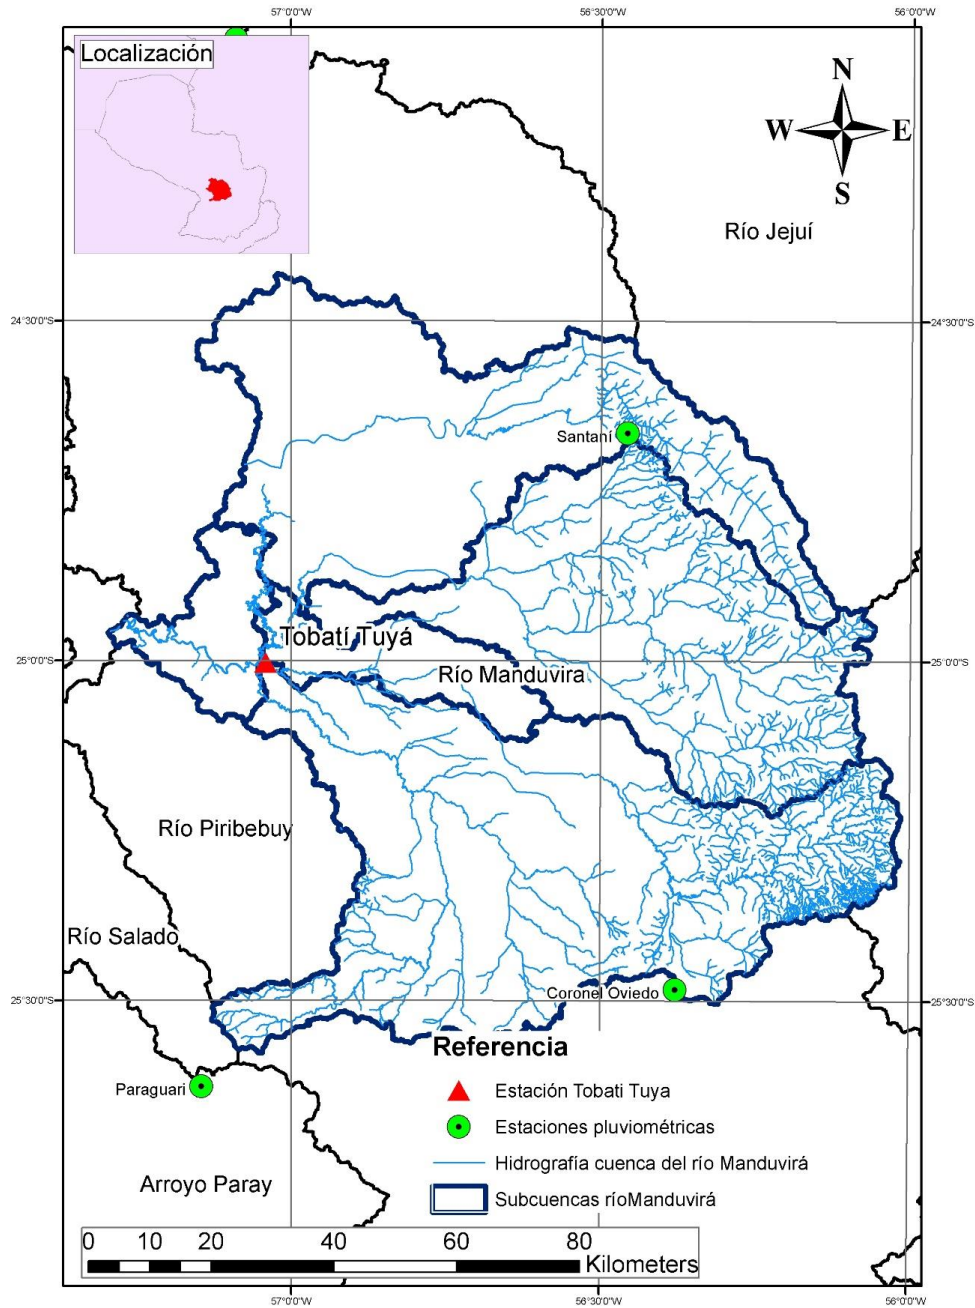 57°0'0"W
56°30'0"W
56°0'0"W
Localización
N
W
E
S
Río Jejuí
24°30'0"S
24°30'0"S
Santaní
Tobatí Tuyá
25°0'0"S
25°0'0"S
Río Manduvira
Río Piribebuy
Río Salado
Coronel Oviedo
25°30'0"S
25°30'0"S
Referencia
Paraguari
Estación Tobati Tuya
Estaciones pluviométricas
Hidrografía cuenca del río Manduvirá
Arroyo Paray
Subcuencas ríoManduvirá
0 10 20 40 60 80
Kilometers
57°0'0"W
56°30'0"W
56°0'0"W